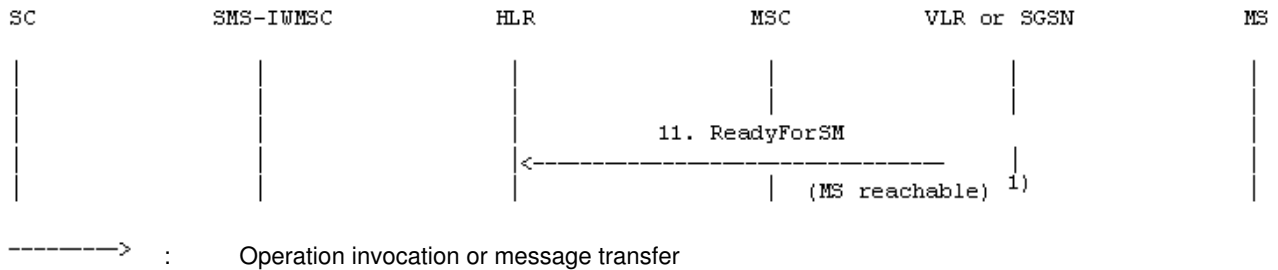 SC SMS-IWMSC HLR MSC VLR or SGSN MS
11. ReadyForSM
(MS reachable) 1)
: Operation invocation or message transfer